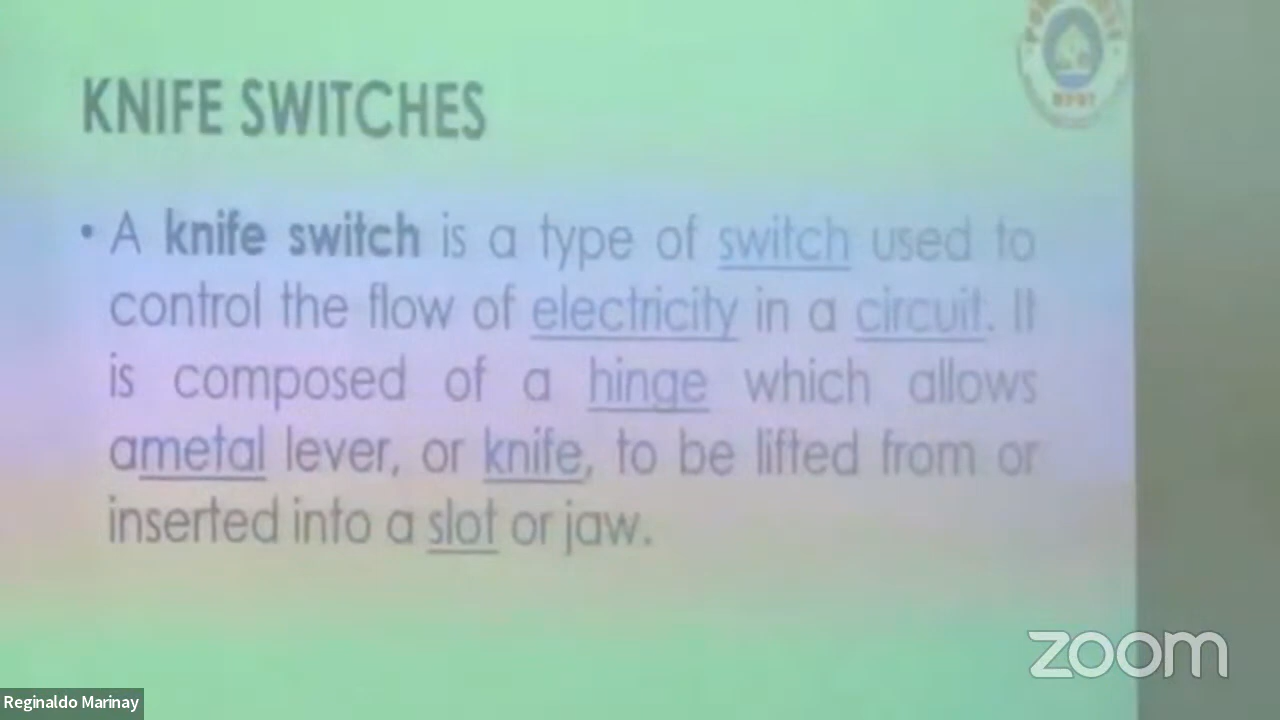 KNIFE SWITCHES
• A knife switch is a type of switch used to
control the flow of electricity in a circuit. It
is composed of a hinge which allows
ametal lever, or knife, to be lifted from or
inserted into a slot or jaw.
zoom
Reginaldo Marinay